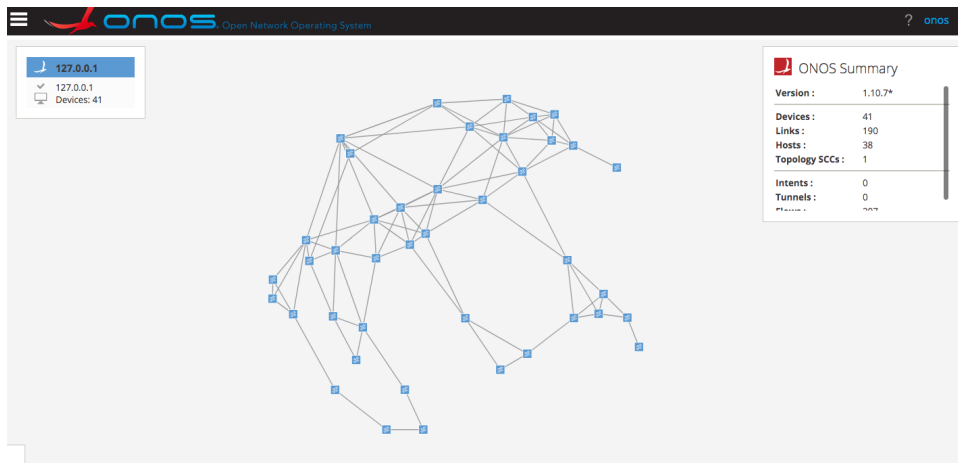 onos. Open Network Operating System
? onos
127.0.0.1
127.0.0.1
Devices: 41
ONOS Summary
Version : 1.10.7*
Devices : 41
Links : 190
Hosts : 38
Topology SCCs : 1
Intents : 0
Tunnels : 0